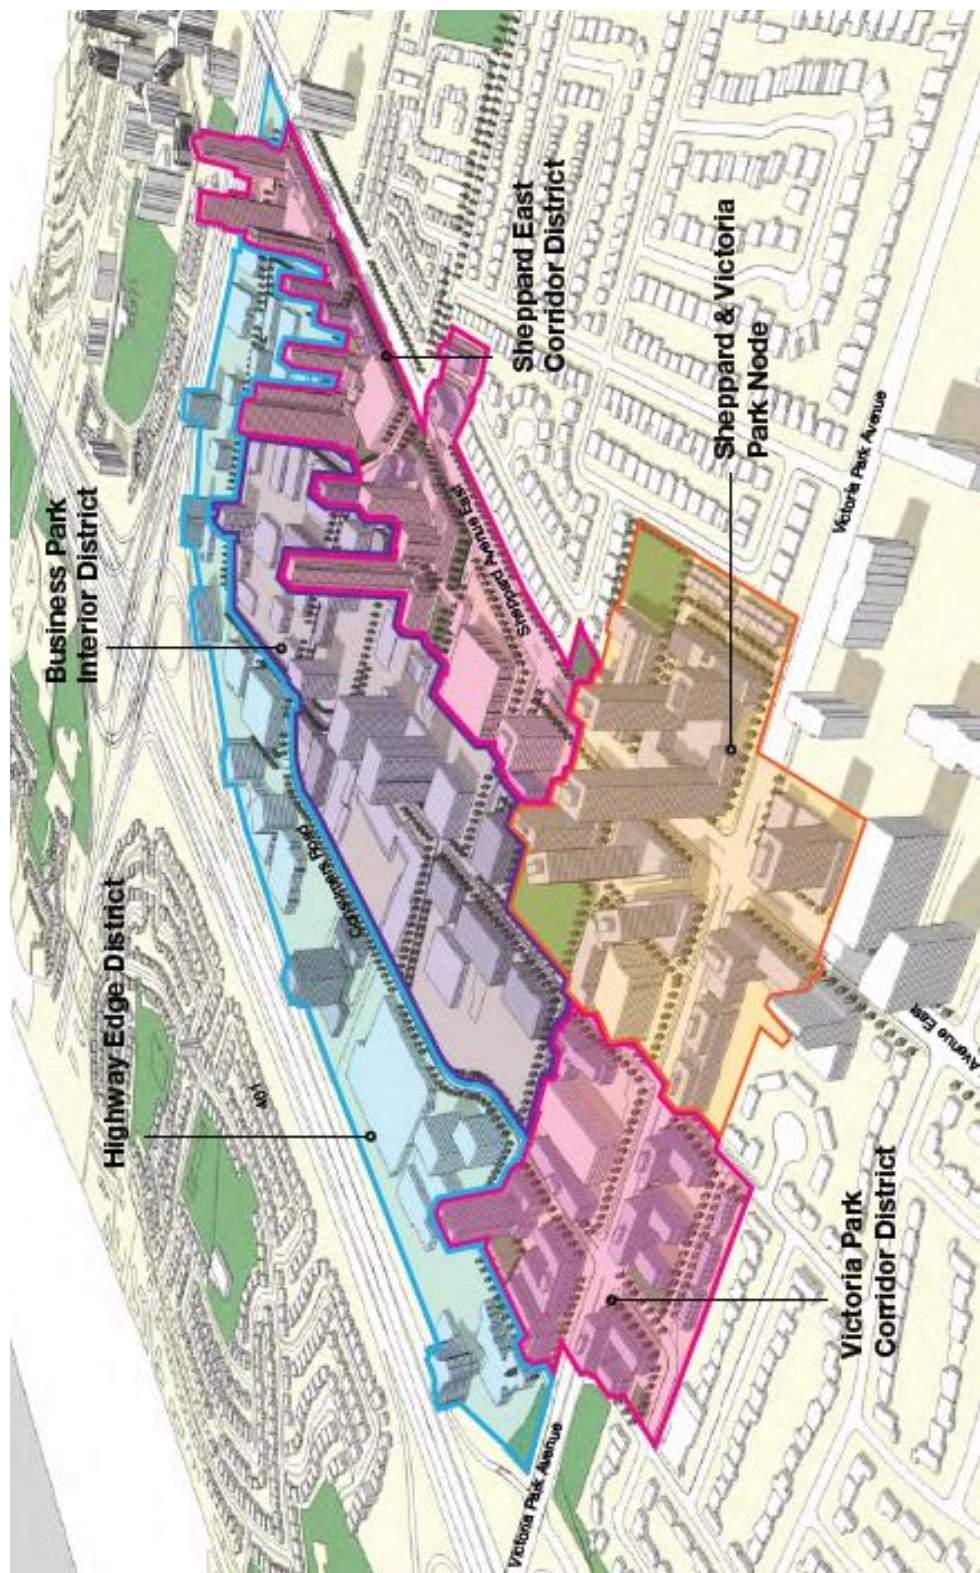 Business Park
Interior District
Highway Edge District
Sheppard East
Corridor District
Sheppard & Victoria
Park Node
Victoria Park
Corridor District
Consumers Road
Sheppard Avenue East
Victoria Park Avenue
Victoria Park Avenue
Avenue East
401